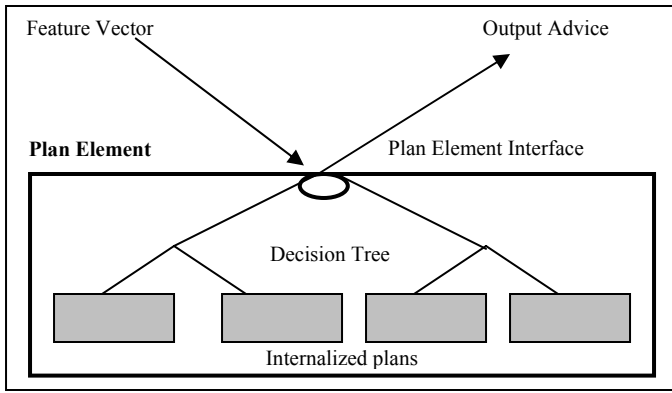 Feature Vector
Output Advice
Plan Element
Plan Element Interface
Decision Tree
Internalized plans